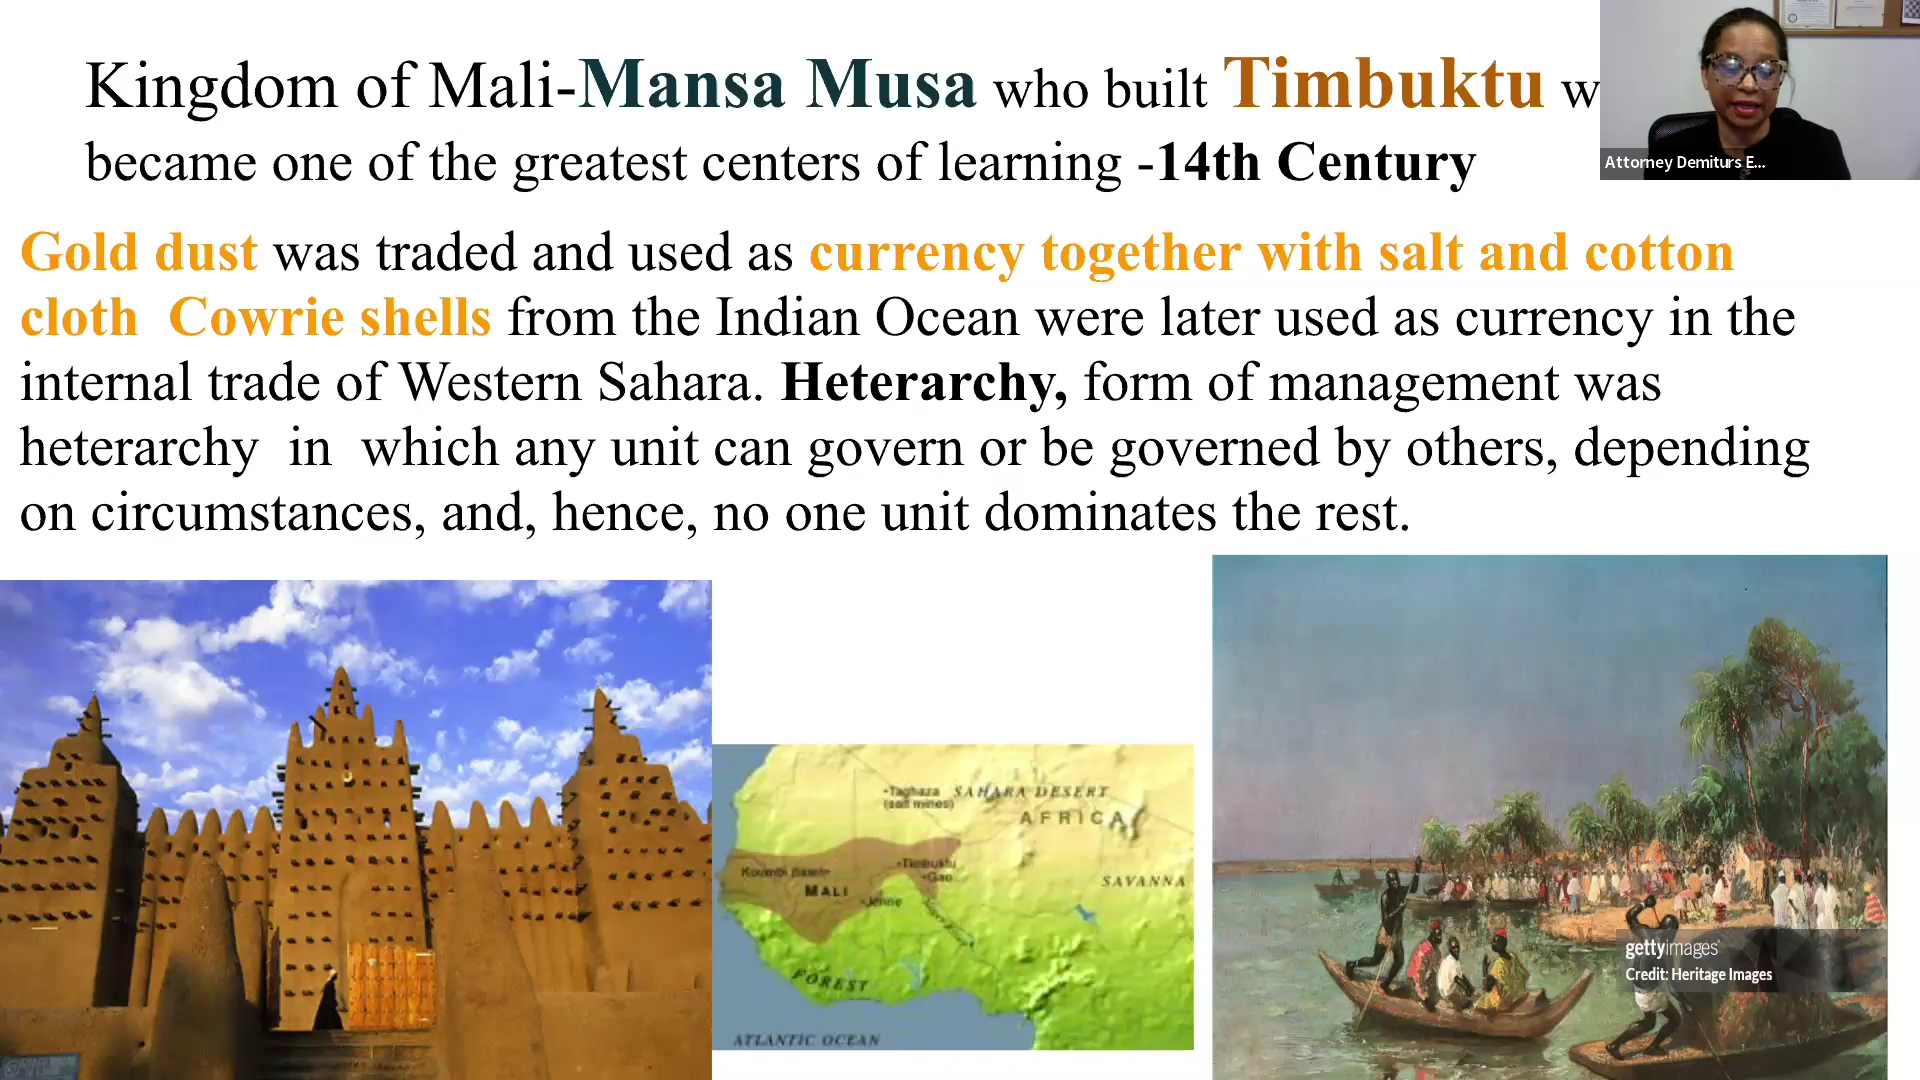 Kingdom of Mali-Mansa Musa who built Timbuktu w
became one of the greatest centers of learning -14th Century
Attorney Demiturs E...
Gold dust was traded and used as currency together with salt and cotton
cloth Cowrie shells from the Indian Ocean were later used as currency in the
internal trade of Western Sahara. Heterarchy, form of management was
heterarchy in which any unit can govern or be governed by others, depending
on circumstances, and, hence, no one unit dominates the rest.
•Taghaza
(salt mines)
SAHARA DESERT
AFRICA
•Timbuktu
Koumbi Saleh•
•Gao
SAVANNA
MALI
•Jenne
FOREST
ATLANTIC OCEAN
gettyimages
Credit: Heritage Images